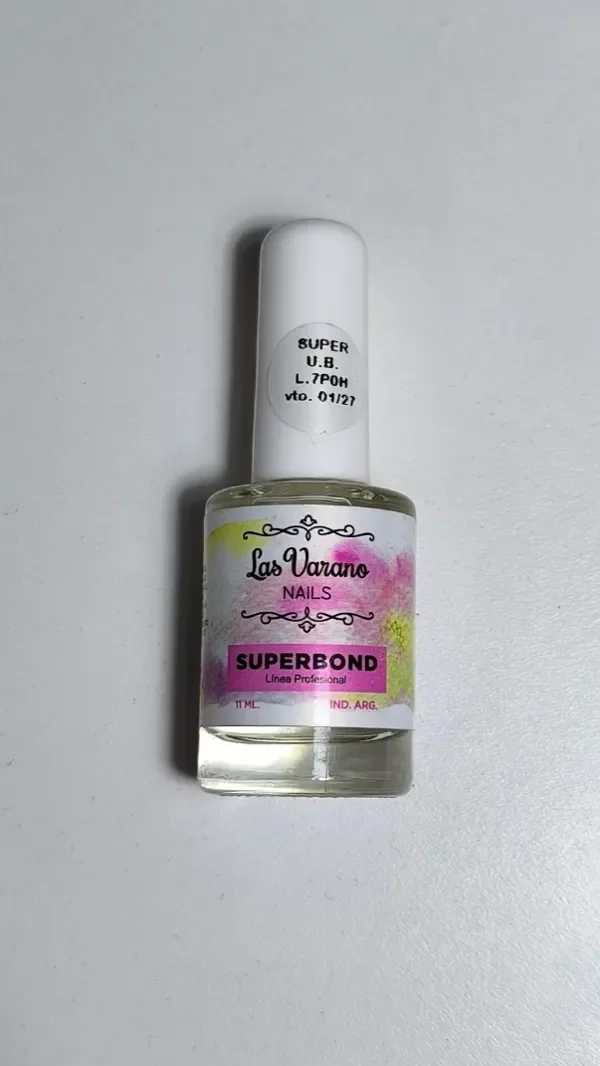 SUPER
U.B.
L.7P0H
vto. 01/27
Las Varano
NAILS
SUPERBOND
Línea Profesional
11 ML. IND. ARG.